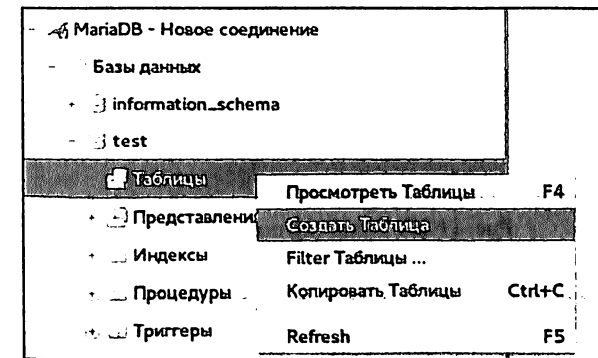 MariaDB - Новое соединение
Базы данных
information_schema
test
Таблицы
Просмотреть Таблицы F4
Представлени
Создать Таблица
Индексы
Filter Таблицы ...
Процедуры
Копировать Таблицы Ctrl+C
Триггеры
Refresh F5